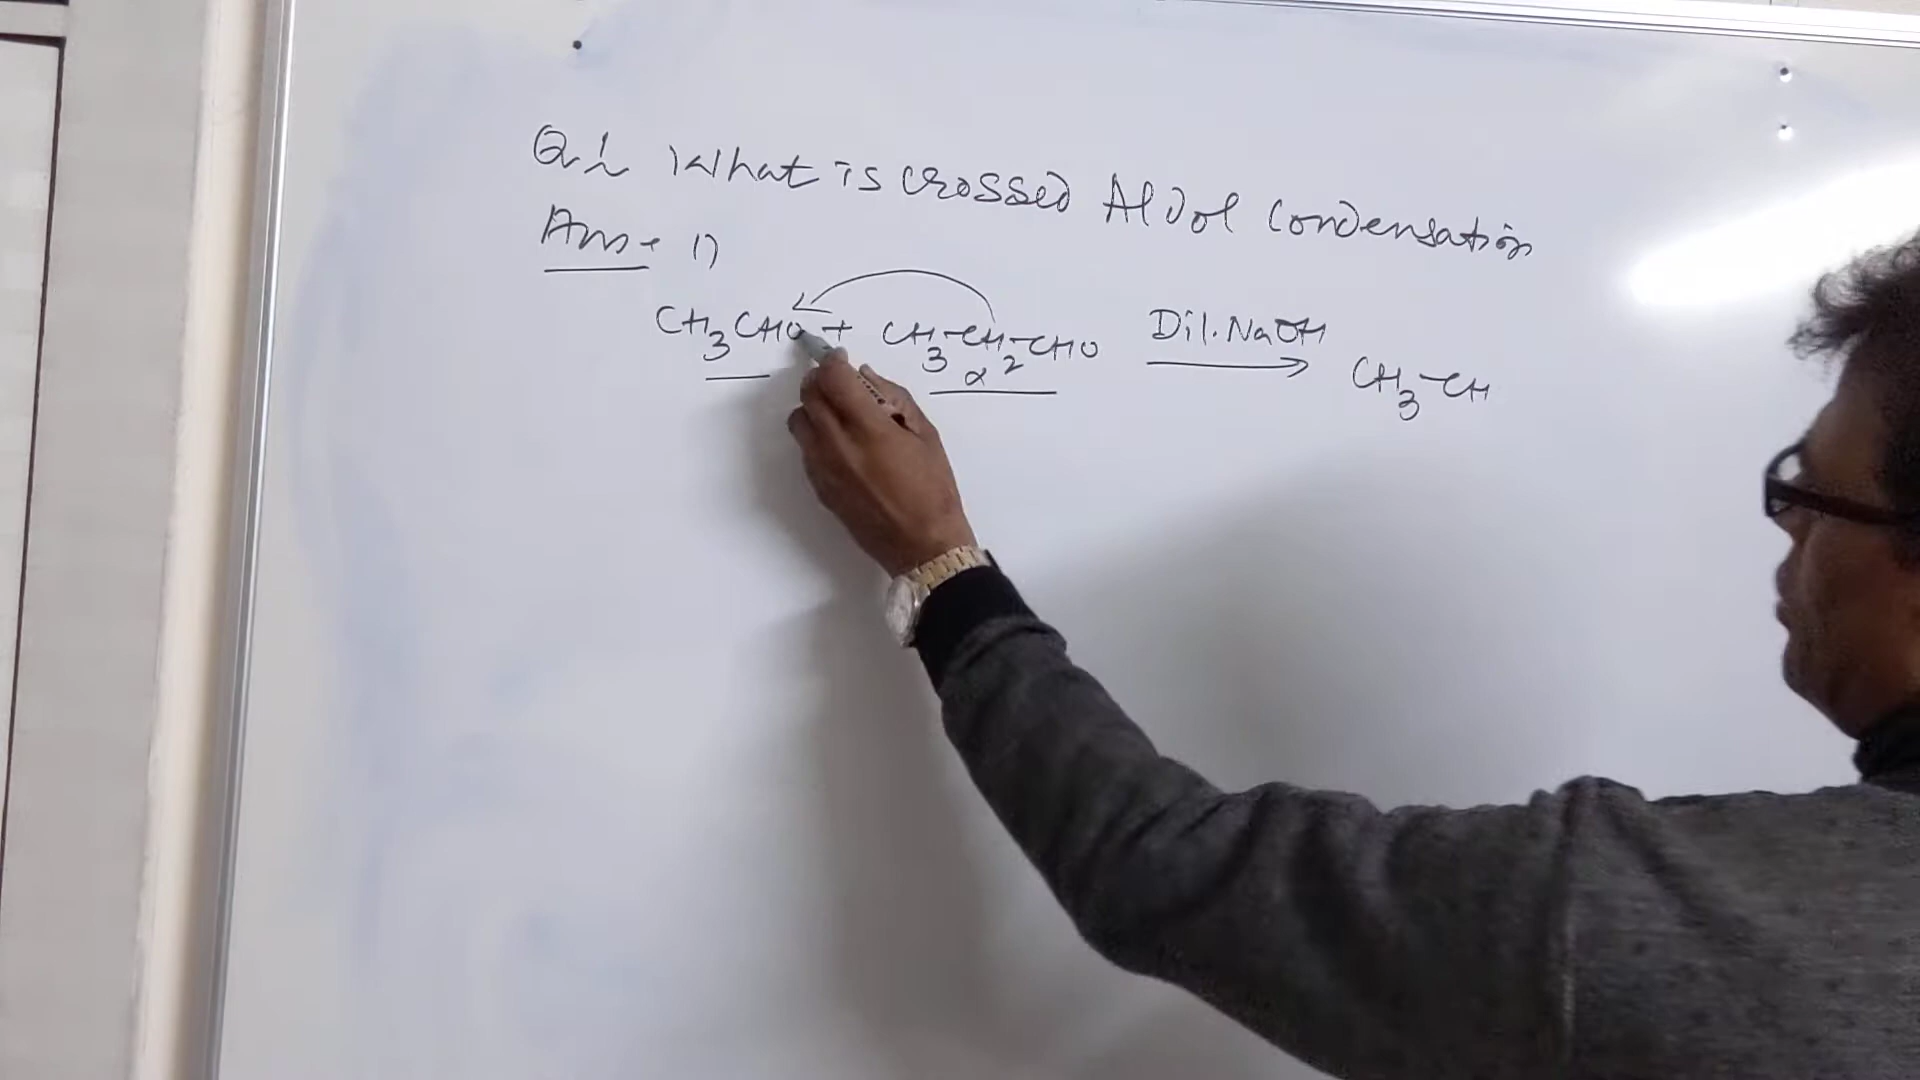 Q.1 What is crossed Aldol Condensation
Ans- 1)
CH3CHO + CH3-CH2-CHO Dil.NaOH → CH3-CH
α